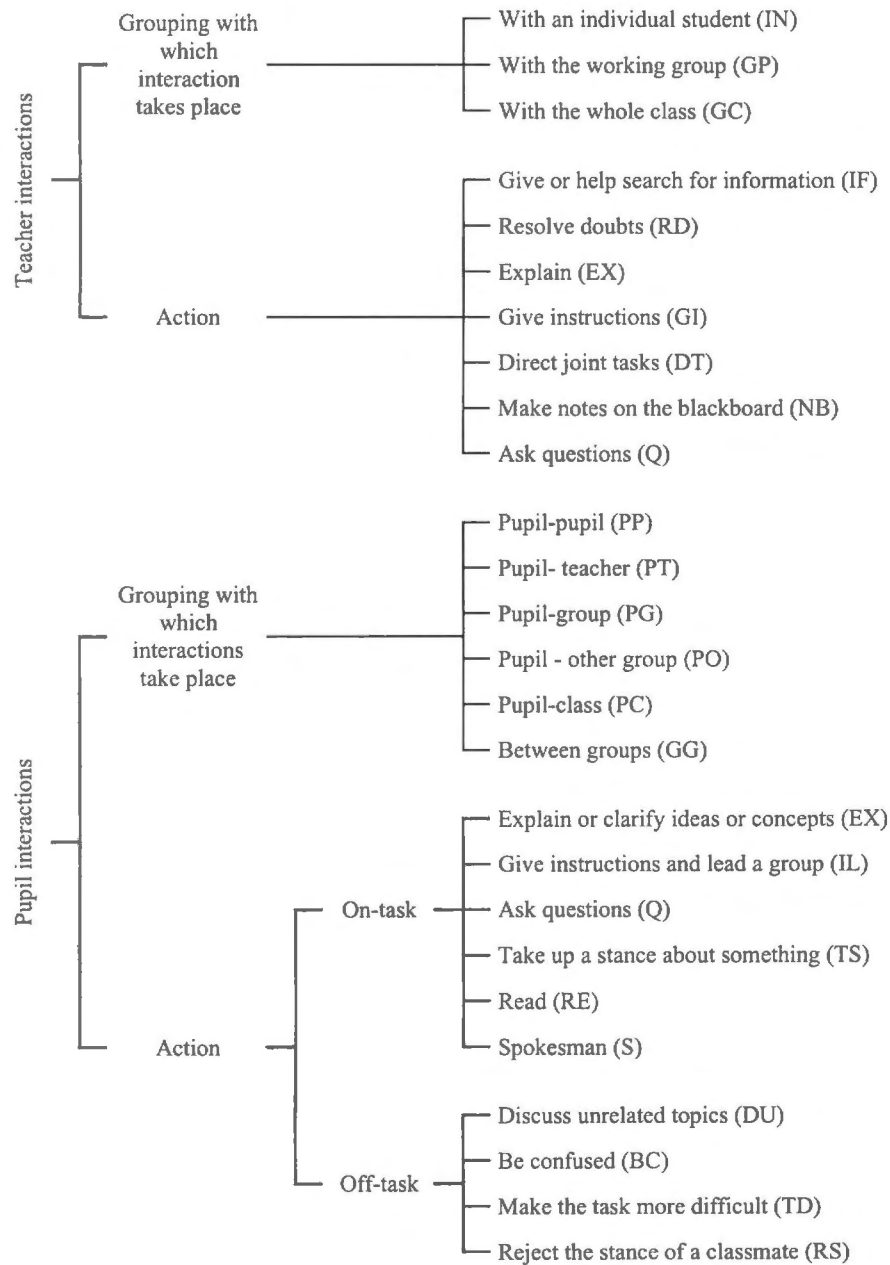 Teacher interactions
Grouping with
which
interaction
takes place
With an individual student (IN)
With the working group (GP)
With the whole class (GC)
Action
Give or help search for information (IF)
Resolve doubts (RD)
Explain (EX)
Give instructions (GI)
Direct joint tasks (DT)
Make notes on the blackboard (NB)
Ask questions (Q)
Pupil interactions
Grouping with
which
interactions
take place
Pupil-pupil (PP)
Pupil- teacher (PT)
Pupil-group (PG)
Pupil - other group (PO)
Pupil-class (PC)
Between groups (GG)
Action
On-task
Explain or clarify ideas or concepts (EX)
Give instructions and lead a group (IL)
Ask questions (Q)
Take up a stance about something (TS)
Read (RE)
Spokesman (S)
Off-task
Discuss unrelated topics (DU)
Be confused (BC)
Make the task more difficult (TD)
Reject the stance of a classmate (RS)